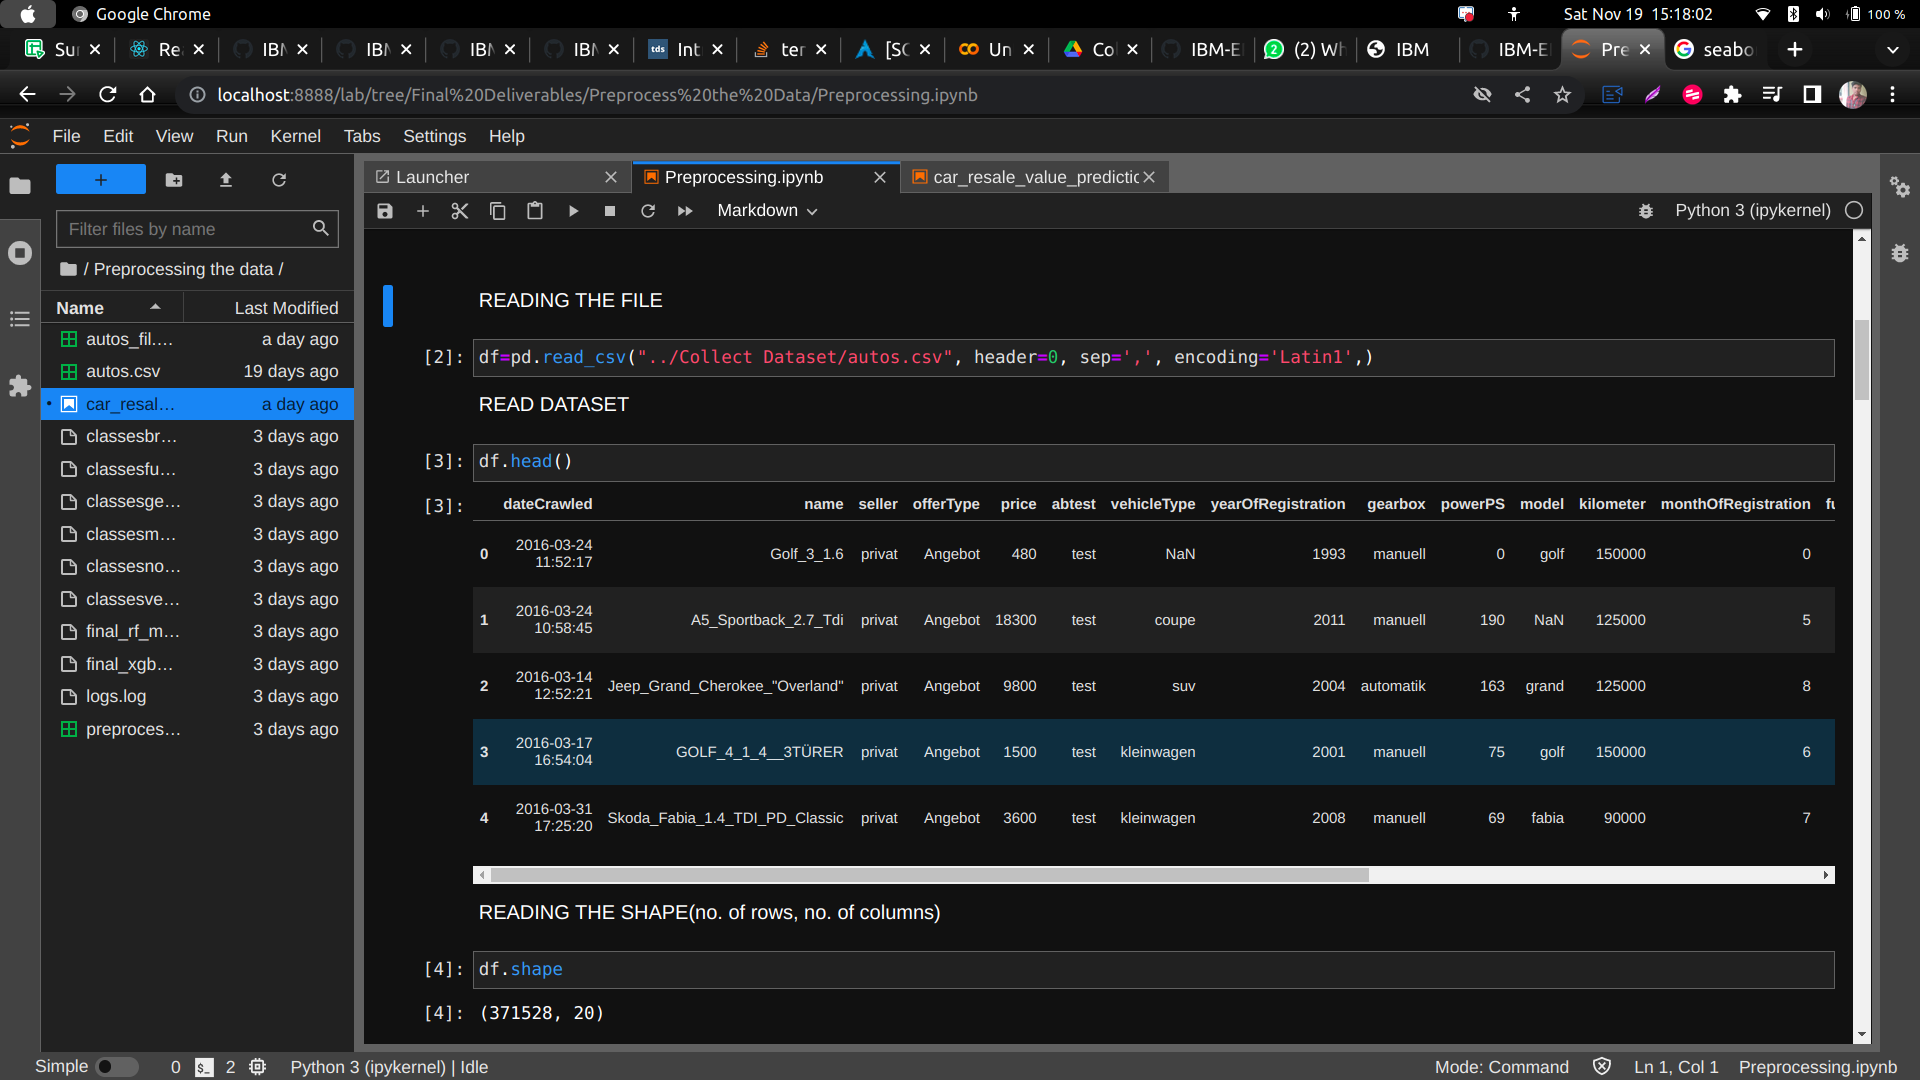 Google Chrome
Sat Nov 19 15:18:02
100 %
Su
Re
IBM
IBM
IBM
IBM
tds Int
ter
[SC
Un
Co
IBM-E
(2) Wh
IBM
IBM-E
Pre
seabo
localhost:8888/lab/tree/Final%20Deliverables/Preprocess%20the%20Data/Preprocessing.ipynb
File Edit View Run Kernel Tabs Settings Help
Launcher
Preprocessing.ipynb
car_resale_value_predictic
Markdown
Python 3 (ipykernel)
Filter files by name
/ Preprocessing the data /
Name Last Modified
autos_fil.... a day ago
autos.csv 19 days ago
car_resal... a day ago
classesbr... 3 days ago
classesfu... 3 days ago
classesge... 3 days ago
classesm... 3 days ago
classesno... 3 days ago
classesve... 3 days ago
final_rf_m... 3 days ago
final_xgb... 3 days ago
logs.log 3 days ago
preproces... 3 days ago
READING THE FILE
[2]: df=pd.read_csv("../Collect Dataset/autos.csv", header=0, sep=',', encoding='Latin1',)
READ DATASET
[3]: df.head()
[3]: dateCrawled name seller offerType price abtest vehicleType yearOfRegistration gearbox powerPS model kilometer monthOfRegistration fu
0 2016-03-24 11:52:17 Golf_3_1.6 privat Angebot 480 test NaN 1993 manuell 0 golf 150000 0
1 2016-03-24 10:58:45 A5_Sportback_2.7_Tdi privat Angebot 18300 test coupe 2011 manuell 190 NaN 125000 5
2 2016-03-14 12:52:21 Jeep_Grand_Cherokee_"Overland" privat Angebot 9800 test suv 2004 automatik 163 grand 125000 8
3 2016-03-17 16:54:04 GOLF_4_1_4__3TÜRER privat Angebot 1500 test kleinwagen 2001 manuell 75 golf 150000 6
4 2016-03-31 17:25:20 Skoda_Fabia_1.4_TDI_PD_Classic privat Angebot 3600 test kleinwagen 2008 manuell 69 fabia 90000 7
READING THE SHAPE(no. of rows, no. of columns)
[4]: df.shape
[4]: (371528, 20)
Simple 0 2 Python 3 (ipykernel) | Idle
Mode: Command Ln 1, Col 1 Preprocessing.ipynb